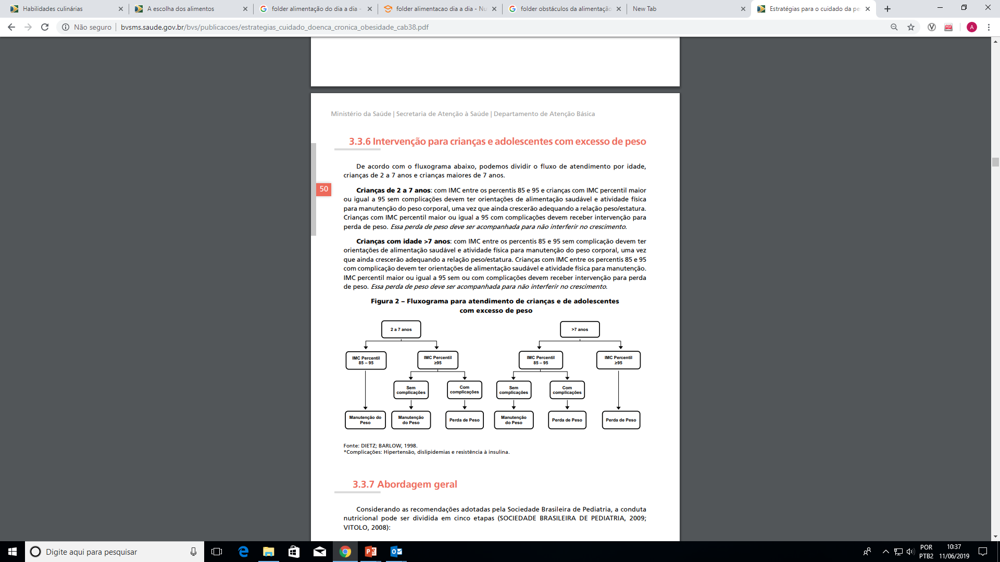 Habilidades culinárias
A escolha dos alimentos
folder alimentação do dia a dia -
folder alimentacao dia a dia - Nu
folder obstáculos da alimentação
New Tab
Estratégias para o cuidado da pe
Não seguro
bvsms.saude.gov.br/bvs/publicacoes/estrategias_cuidado_doenca_cronica_obesidade_cab38.pdf
A
Ministério da Saúde | Secretaria de Atenção à Saúde | Departamento de Atenção Básica
3.3.6 Intervenção para crianças e adolescentes com excesso de peso
De acordo com o fluxograma abaixo, podemos dividir o fluxo de atendimento por idade,
crianças de 2 a 7 anos e crianças maiores de 7 anos.
50
Crianças de 2 a 7 anos: com IMC entre os percentis 85 e 95 e crianças com IMC percentil maior
ou igual a 95 sem complicações devem ter orientações de alimentação saudável e atividade física
para manutenção do peso corporal, uma vez que ainda crescerão adequando a relação peso/estatura.
Crianças com IMC percentil maior ou igual a 95 com complicações devem receber intervenção para
perda de peso. Essa perda de peso deve ser acompanhada para não interferir no crescimento.
Crianças com idade >7 anos: com IMC entre os percentis 85 e 95 sem complicação devem ter
orientações de alimentação saudável e atividade física para manutenção do peso corporal, uma vez
que ainda crescerão adequando a relação peso/estatura. Crianças com IMC entre os percentis 85 e 95
com complicação devem ter orientações de alimentação saudável e atividade física para manutenção.
IMC percentil maior ou igual a 95 sem ou com complicações devem receber intervenção para perda
de peso. Essa perda de peso deve ser acompanhada para não interferir no crescimento.
Figura 2 – Fluxograma para atendimento de crianças e de adolescentes
com excesso de peso
2 a 7 anos
>7 anos
IMC Percentil
85 – 95
IMC Percentil
≥95
IMC Percentil
85 – 95
IMC Percentil
≥95
Sem
complicações
Com
complicações
Sem
complicações
Com
complicações
Manutenção do
Peso
Manutenção
do Peso
Perda de Peso
Manutenção
do Peso
Perda de Peso
Perda de Peso
Fonte: DIETZ; BARLOW, 1998.
*Complicações: Hipertensão, dislipidemias e resistência à insulina.
3.3.7 Abordagem geral
Considerando as recomendações adotadas pela Sociedade Brasileira de Pediatria, a conduta
nutricional pode ser dividida em cinco etapas (SOCIEDADE BRASILEIRA DE PEDIATRIA, 2009;
VITOLO, 2008):
Digite aqui para pesquisar
POR
PTB2
10:37
11/06/2019